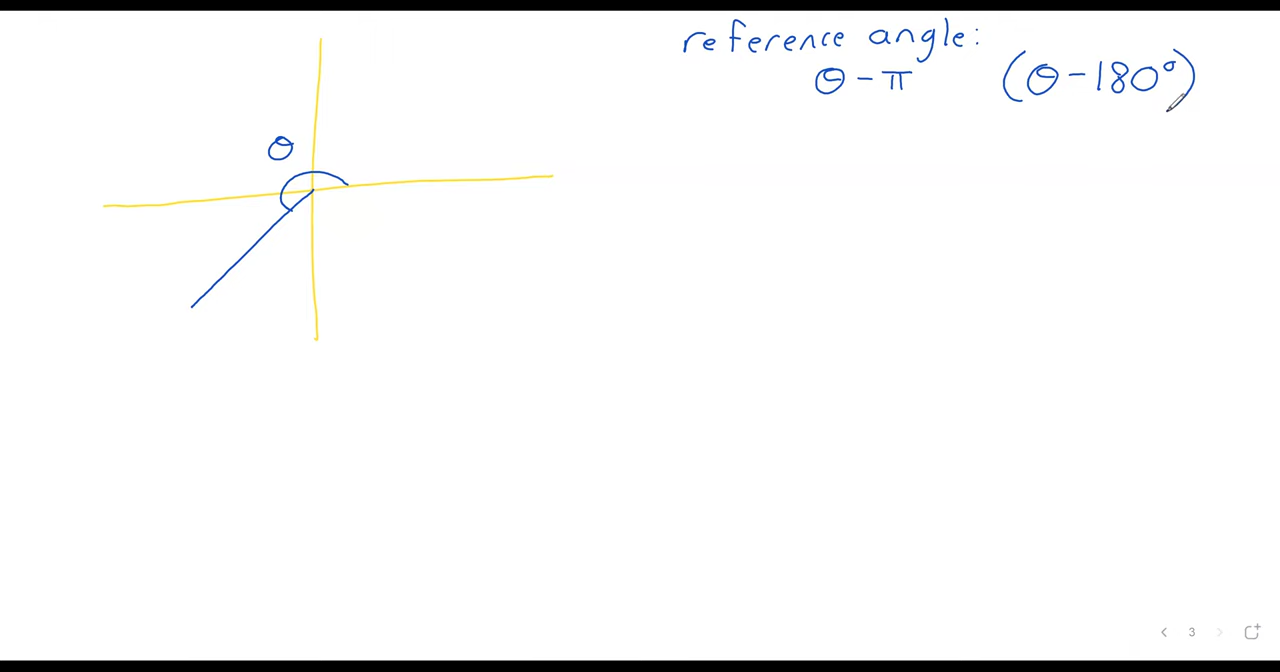 reference angle:
θ - π (θ - 180°)
θ
3